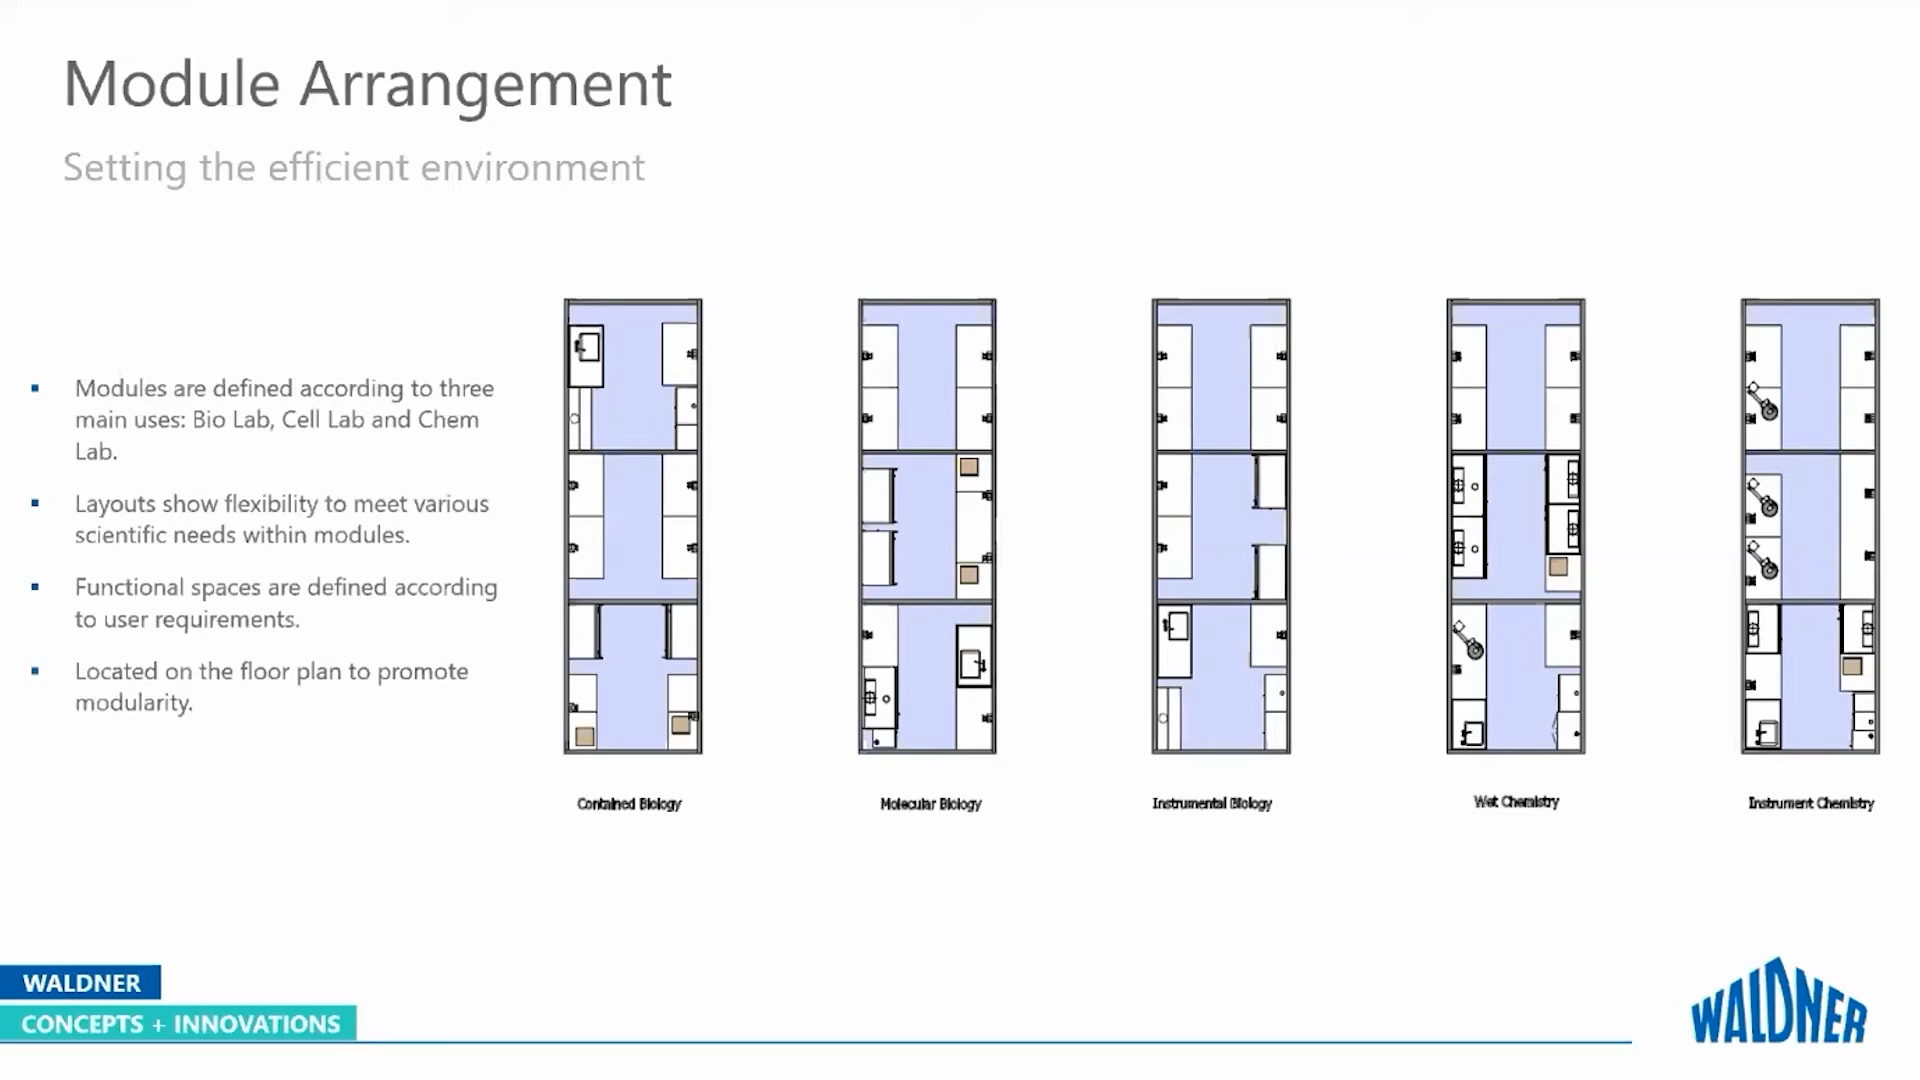 Module Arrangement
Setting the efficient environment
▪ Modules are defined according to three
main uses: Bio Lab, Cell Lab and Chem
Lab.
▪ Layouts show flexibility to meet various
scientific needs within modules.
▪ Functional spaces are defined according
to user requirements.
▪ Located on the floor plan to promote
modularity.
Contained Biology
Molecular Biology
Instrumental Biology
Wet Chemistry
Instrument Chemistry
WALDNER
CONCEPTS + INNOVATIONS
WALDNER